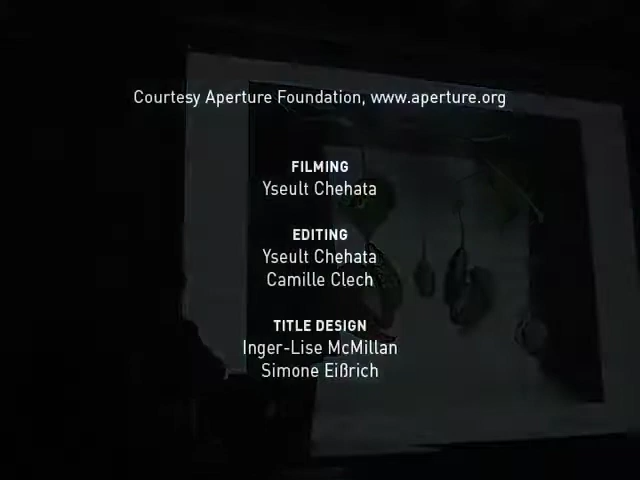 Courtesy Aperture Foundation, www.aperture.org
FILMING
Yseult Chehata
EDITING
Yseult Chehata
Camille Clech
TITLE DESIGN
Inger-Lise McMillan
Simone Eißrich